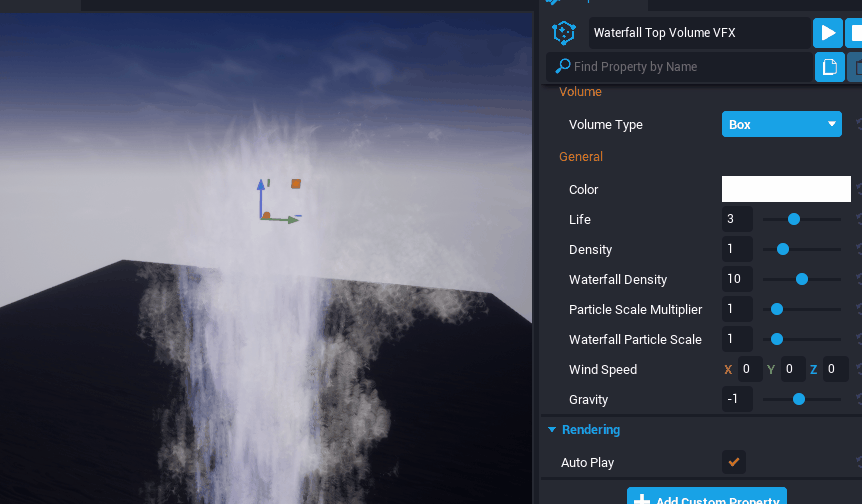 Waterfall Top Volume VFX
Find Property by Name
Volume
Volume Type Box
General
Color
Life 3
Density 1
Waterfall Density 10
Particle Scale Multiplier 1
Waterfall Particle Scale 1
Wind Speed X 0 Y 0 Z 0
Gravity -1
Rendering
Auto Play
Add Custom Property